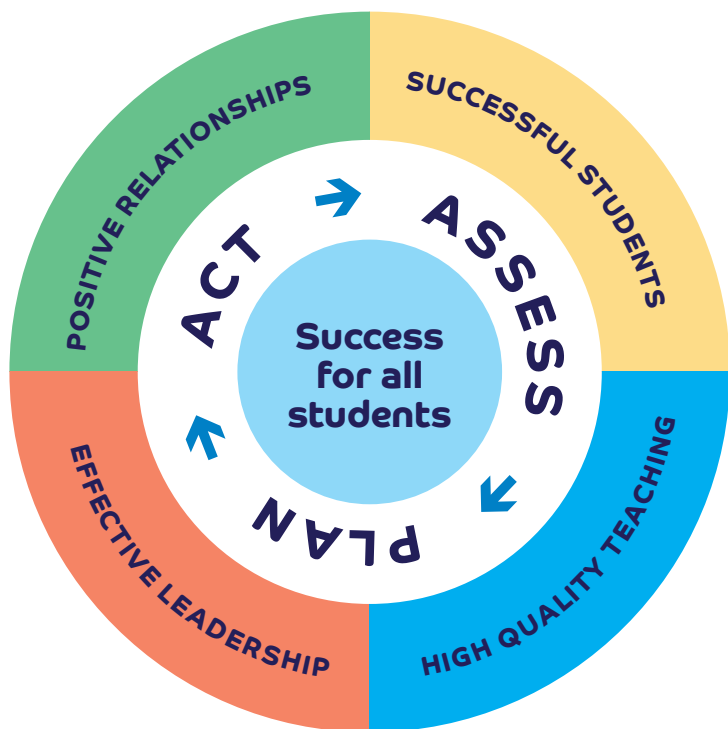 POSITIVE RELATIONSHIPS
SUCCESSFUL STUDENTS
HIGH QUALITY TEACHING
EFFECTIVE LEADERSHIP
ACT
ASSESS
PLAN
Success
for all
students